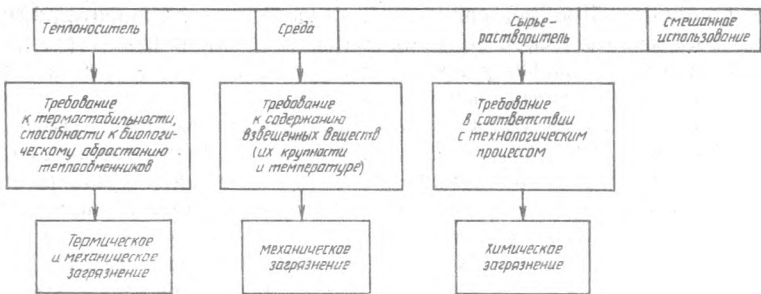 Теплоноситель
Среда
Сырье-
растворитель
смешанное
использование
Требование
к термостабильности,
способности к биологи-
ческому обрастанию
теплообменников
требование
к содержанию
взвешенных веществ
(их крупности
и температуре)
Требование
в соответствии
с технологическим
процессом
Термическое
и механическое
загрязнение
механическое
загрязнение
Химическое
загрязнение